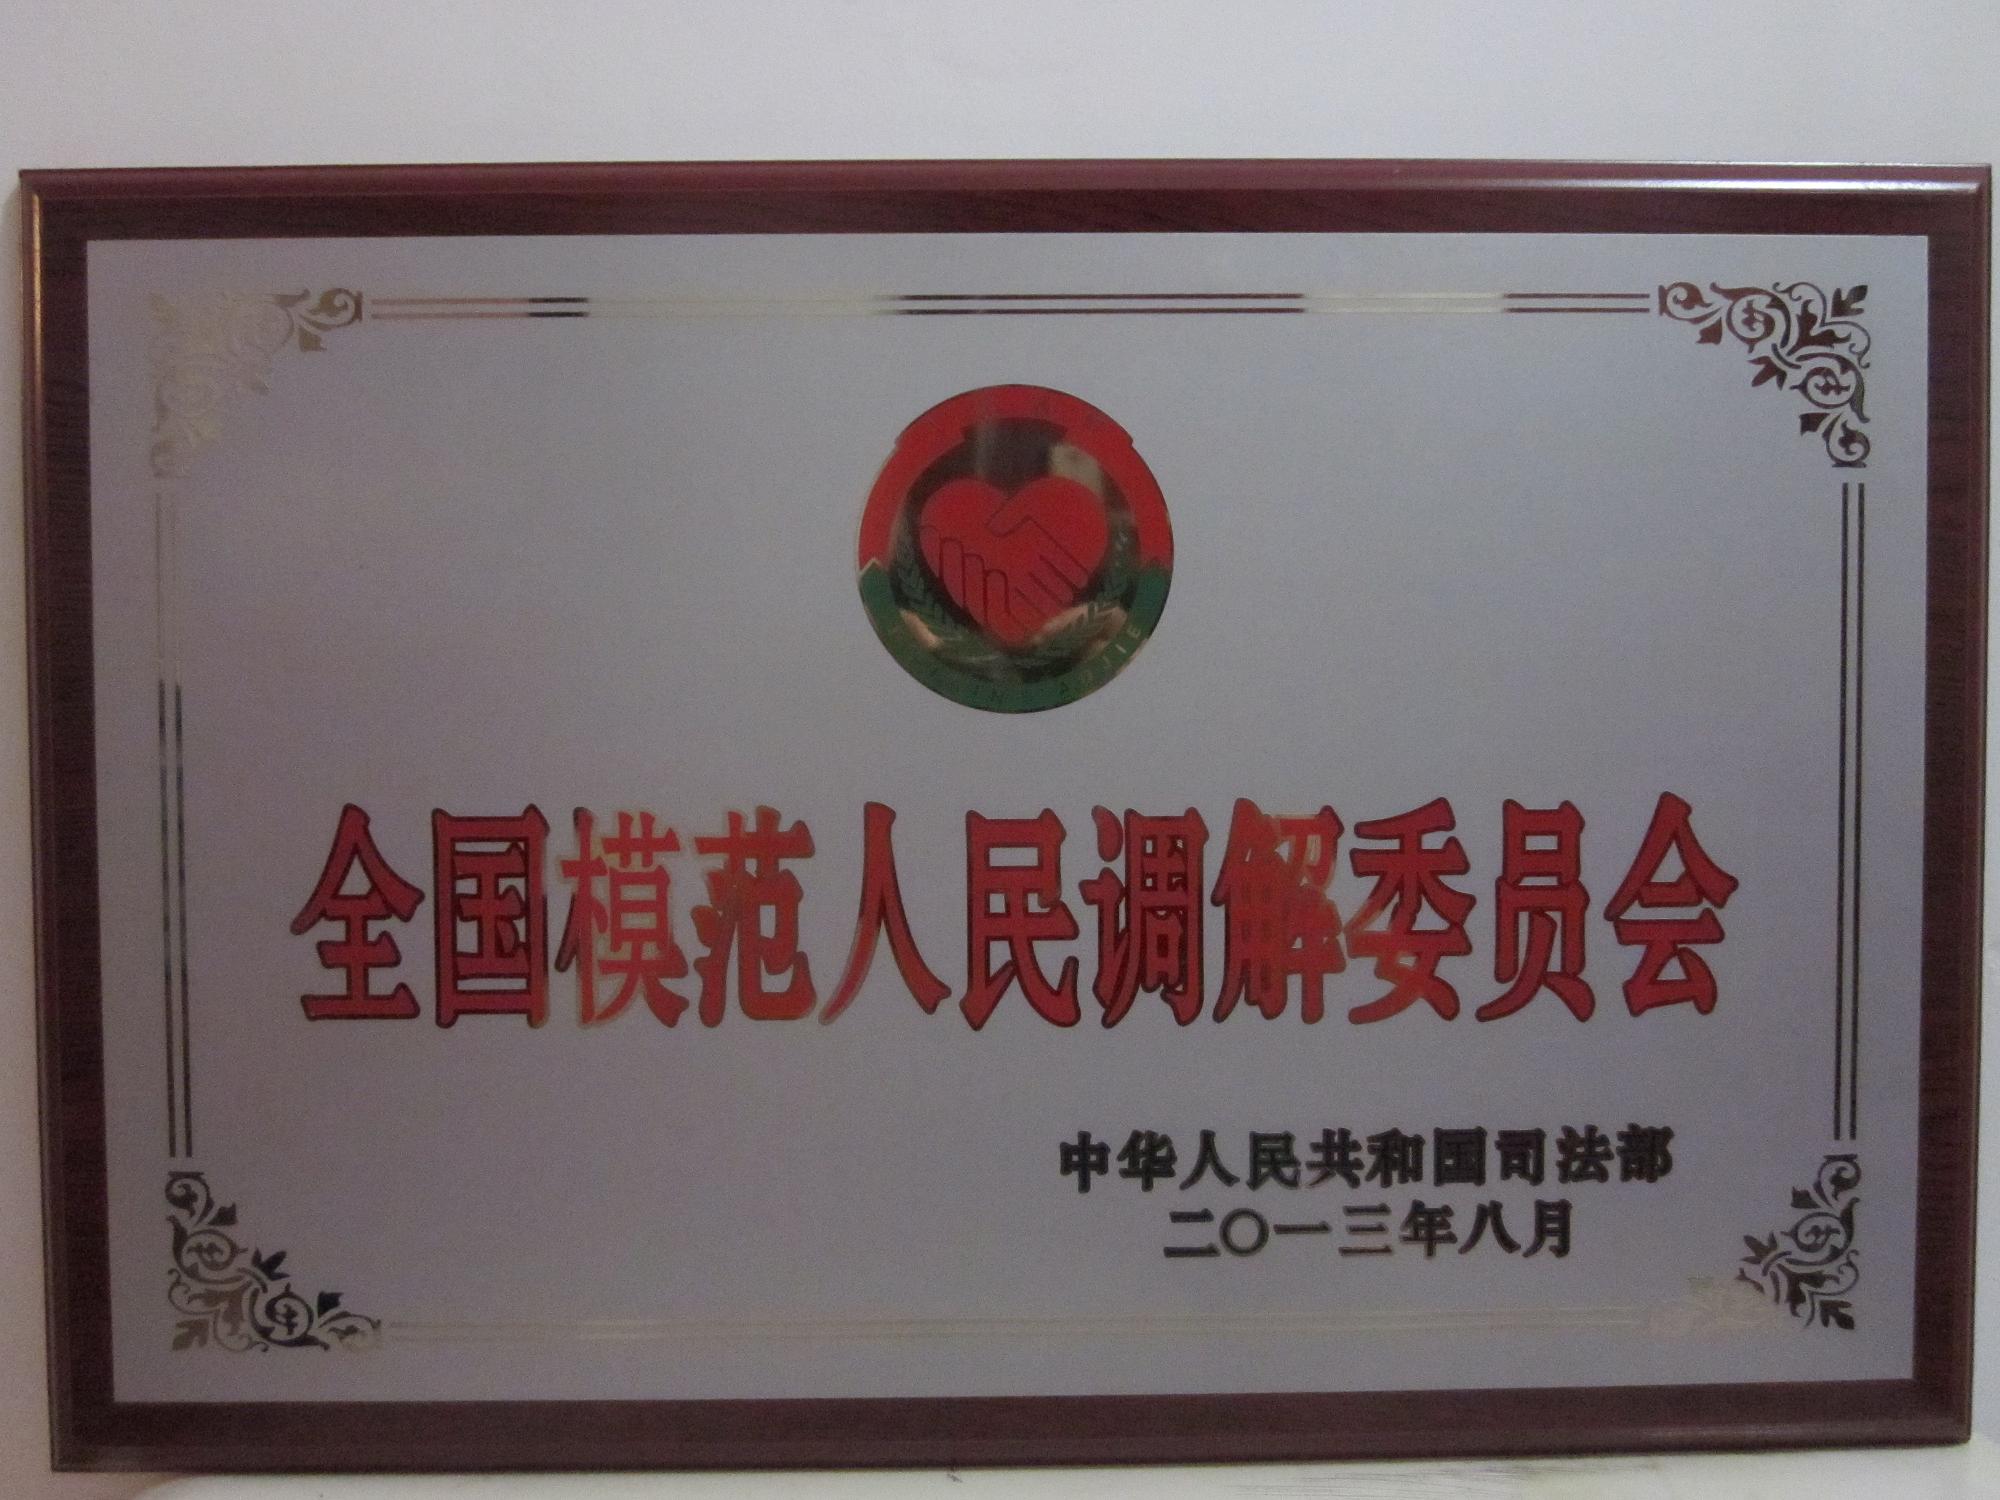 全国模范人民调解委员会
中华人民共和国司法部
二〇一三年八月